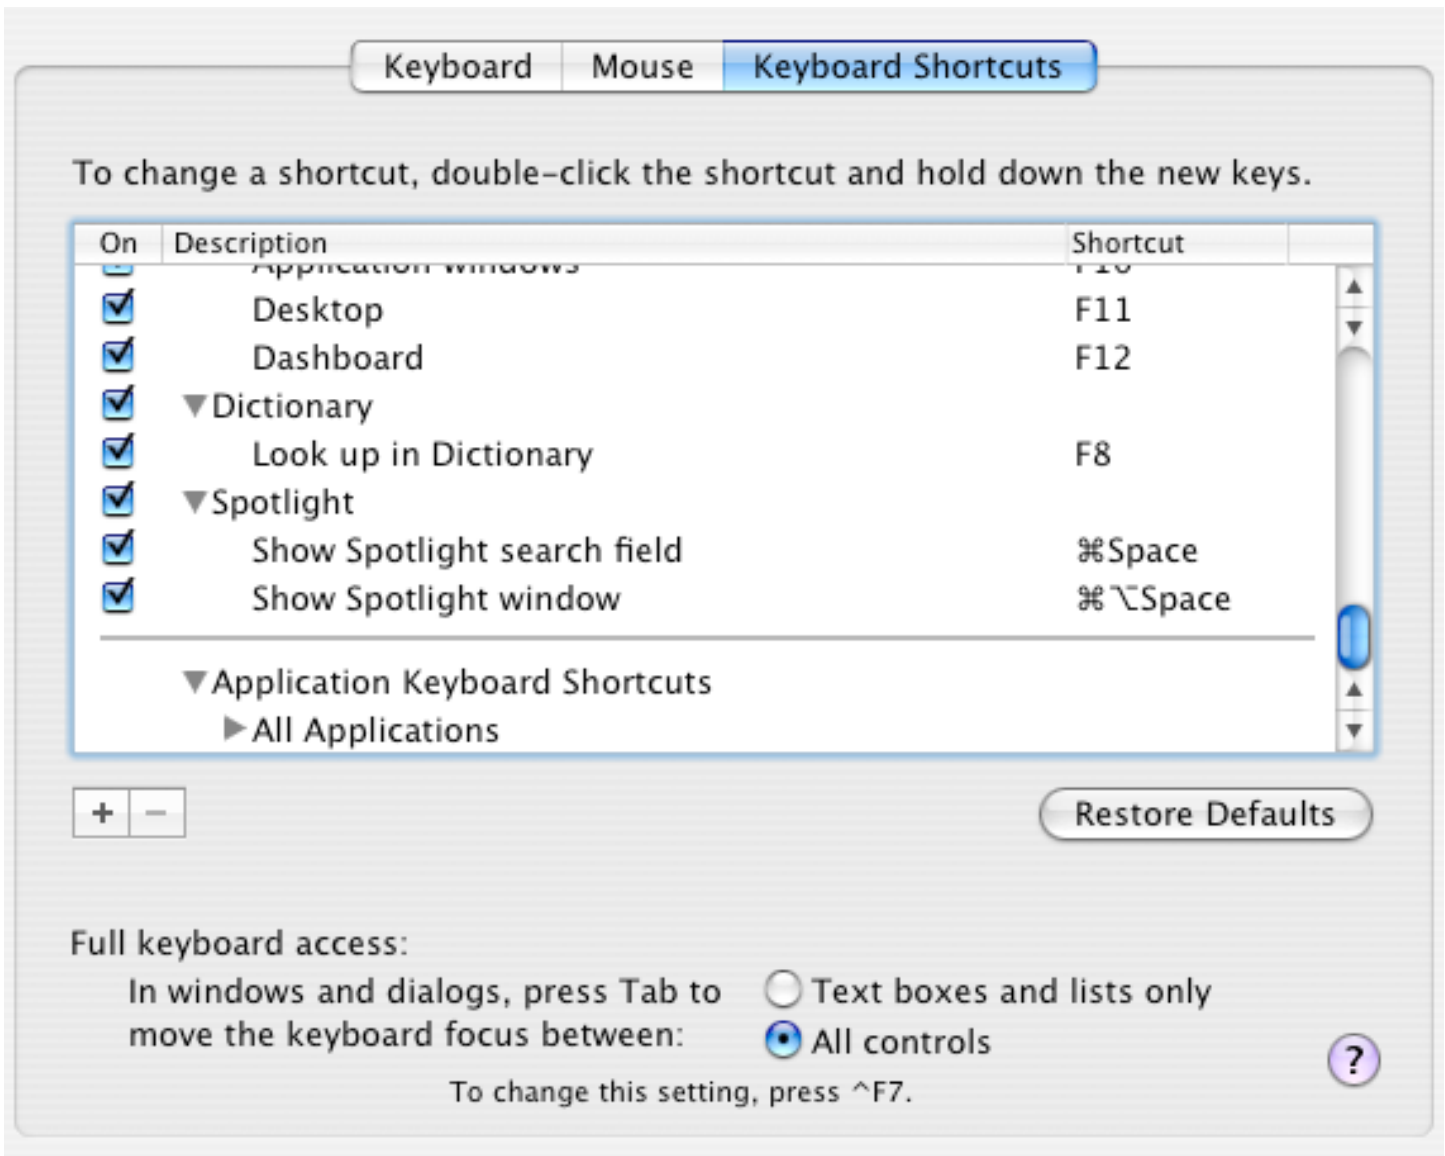 Keyboard Mouse Keyboard Shortcuts
To change a shortcut, double-click the shortcut and hold down the new keys.
On Description Shortcut
Application windows F10
Desktop F11
Dashboard F12
▼Dictionary
Look up in Dictionary F8
▼Spotlight
Show Spotlight search field ⌘Space
Show Spotlight window ⌘⌥Space
▼Application Keyboard Shortcuts
▶All Applications
+ −
Restore Defaults
Full keyboard access:
In windows and dialogs, press Tab to
move the keyboard focus between:
Text boxes and lists only
All controls
?
To change this setting, press ^F7.